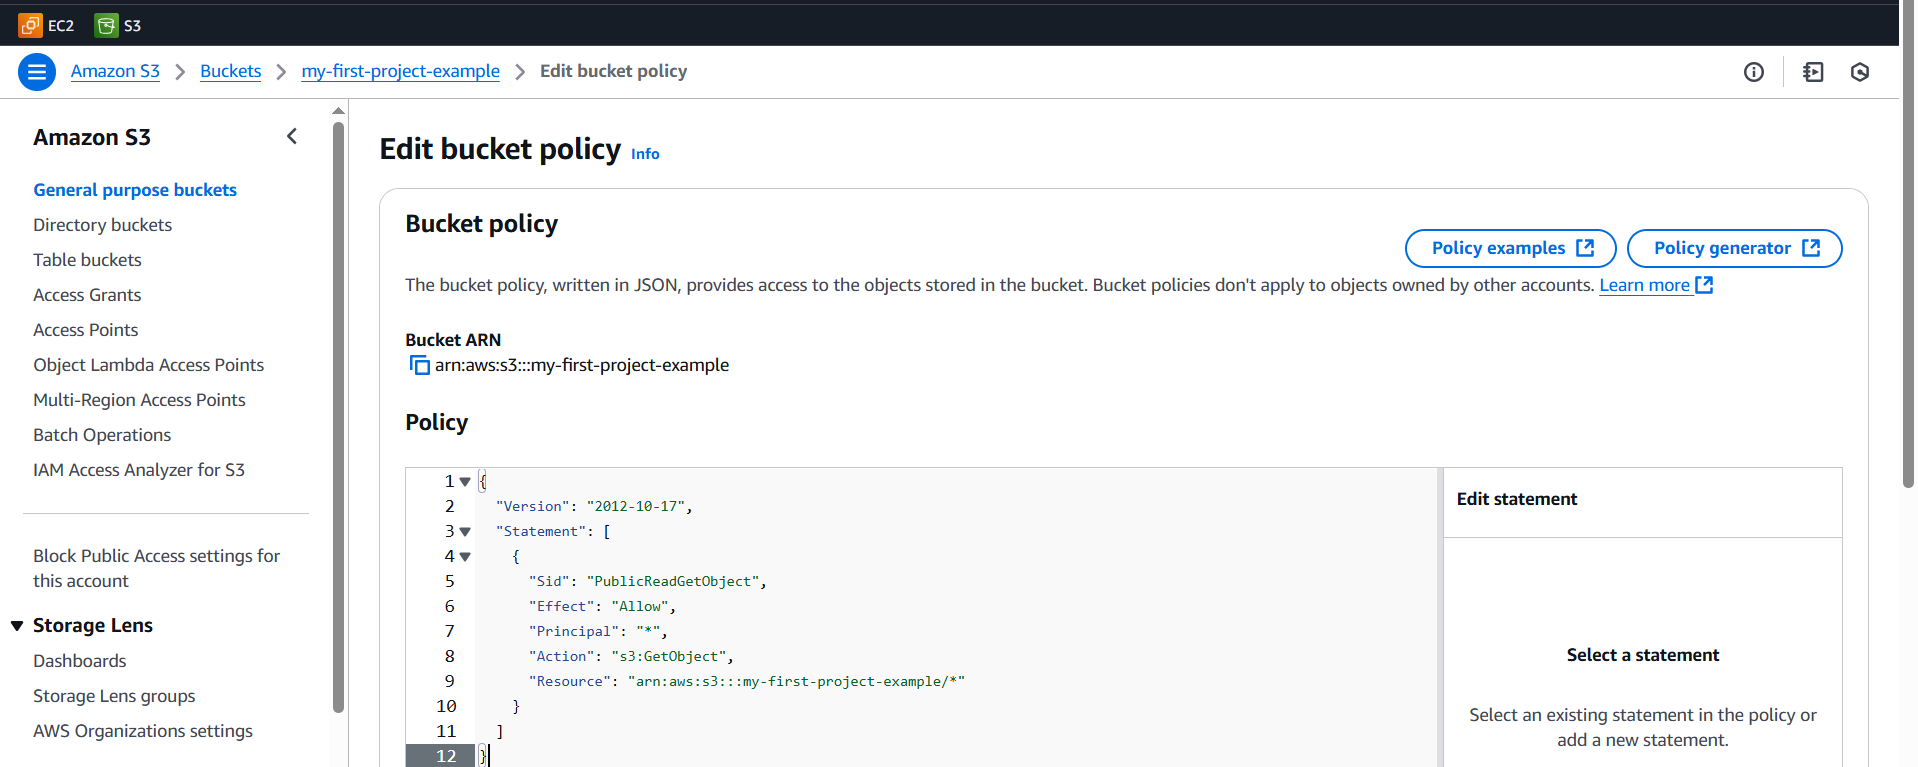 EC2 S3
Amazon S3 Buckets my-first-project-example Edit bucket policy
Amazon S3
General purpose buckets
Directory buckets
Table buckets
Access Grants
Access Points
Object Lambda Access Points
Multi-Region Access Points
Batch Operations
IAM Access Analyzer for S3
Block Public Access settings for
this account
Storage Lens
Dashboards
Storage Lens groups
AWS Organizations settings
Edit bucket policy Info
Bucket policy
Policy examples Policy generator
The bucket policy, written in JSON, provides access to the objects stored in the bucket. Bucket policies don't apply to objects owned by other accounts. Learn more
Bucket ARN
arn:aws:s3:::my-first-project-example
Policy
1 {
2 "Version": "2012-10-17",
3 "Statement": [
4 {
5 "Sid": "PublicReadGetObject",
6 "Effect": "Allow",
7 "Principal": "*",
8 "Action": "s3:GetObject",
9 "Resource": "arn:aws:s3:::my-first-project-example/*"
10 }
11 ]
12 }
Edit statement
Select a statement
Select an existing statement in the policy or
add a new statement.